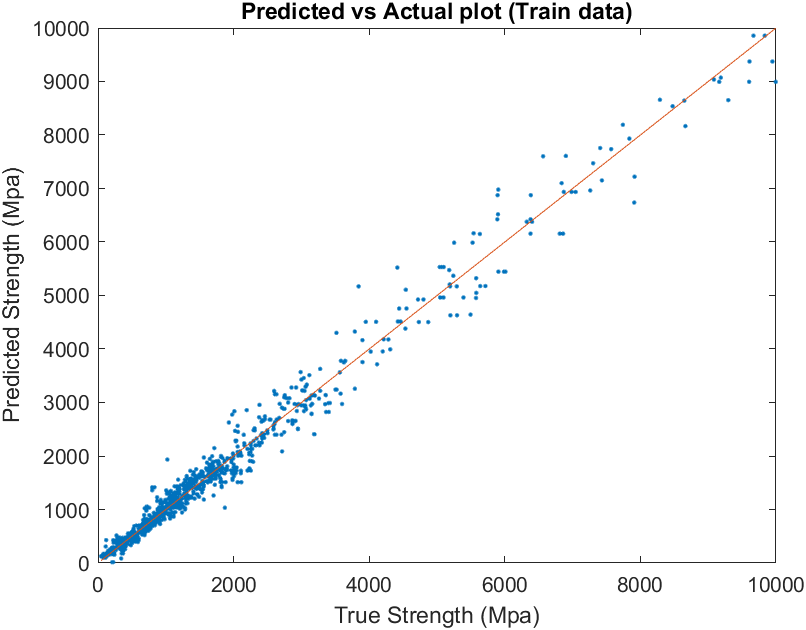 Predicted vs Actual plot (Train data)
10000
9000
8000
7000
6000
5000
4000
3000
2000
1000
0
Predicted Strength (Mpa)
0 2000 4000 6000 8000 10000
True Strength (Mpa)